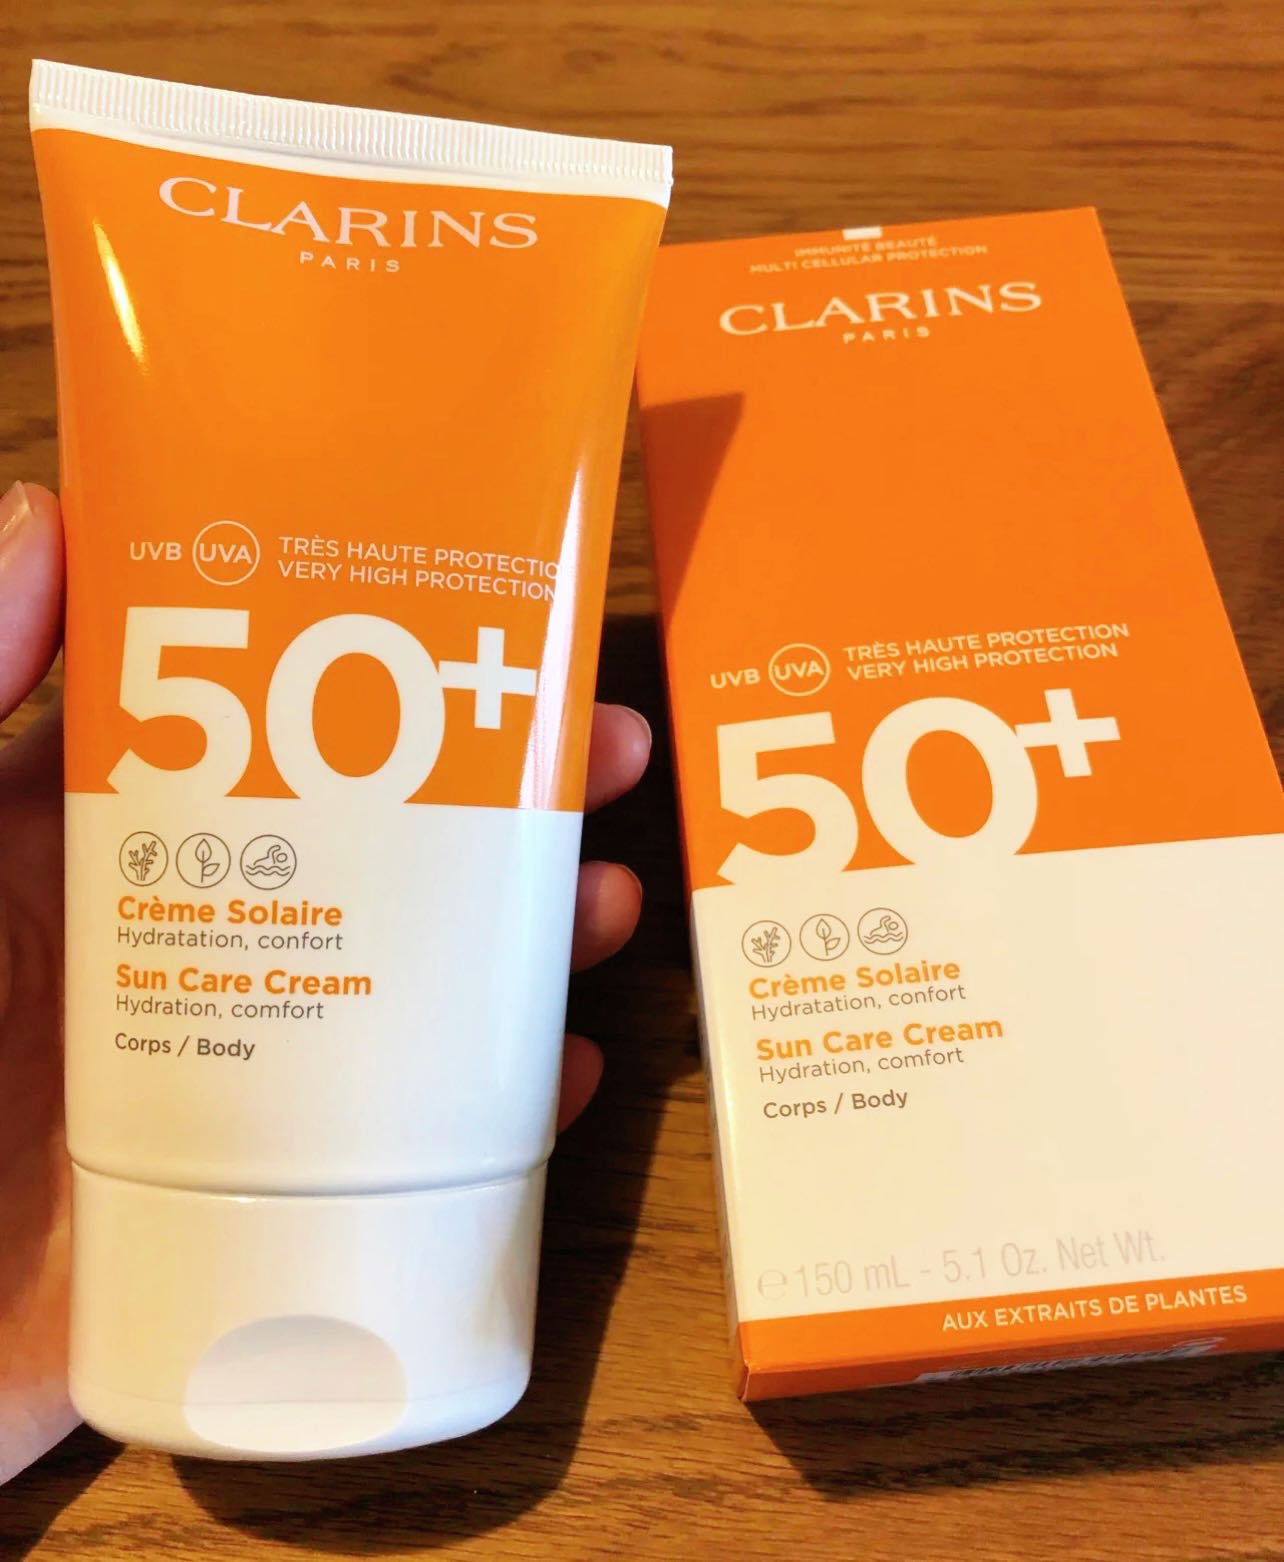 CLARINS
PARIS
UVB UVA TRÈS HAUTE PROTECTIO
VERY HIGH PROTECTION
50+
Crème Solaire
Hydratation, confort
Sun Care Cream
Hydration, comfort
Corps / Body
IMMUNITÉ BEAUTÉ
MULTI CELLULAR PROTECTION
CLARINS
PARIS
UVB UVA TRÈS HAUTE PROTECTION
VERY HIGH PROTECTION
50+
Crème Solaire
Hydratation, confort
Sun Care Cream
Hydration, comfort
Corps / Body
℮ 150 mL - 5.1 Oz. Net Wt.
AUX EXTRAITS DE PLANTES